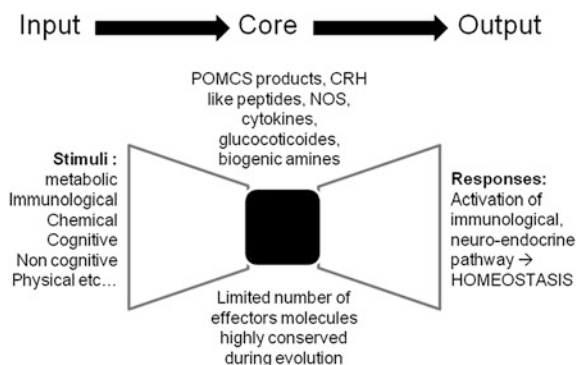 Input Core Output
POMCS products, CRH
like peptides, NOS,
cytokines,
glucocoticoides,
biogenic amines
Stimuli :
metabolic
Immunological
Chemical
Cognitive
Non cognitive
Physical etc...
Responses:
Activation of
immunological,
neuro-endocrine
pathway →
HOMEOSTASIS
Limited number of
effectors molecules
highly conserved
during evolution